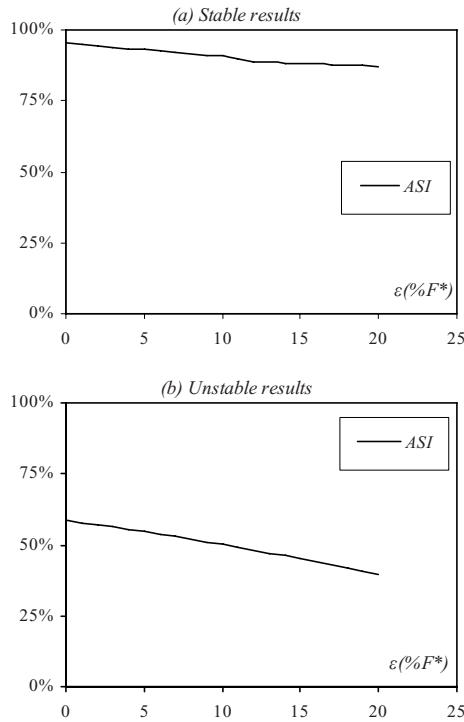 (a) Stable results
100%
75%
50%
25%
0%
ASI
ε(%F*)
0 5 10 15 20 25
(b) Unstable results
100%
75%
50%
25%
0%
ASI
ε(%F*)
0 5 10 15 20 25